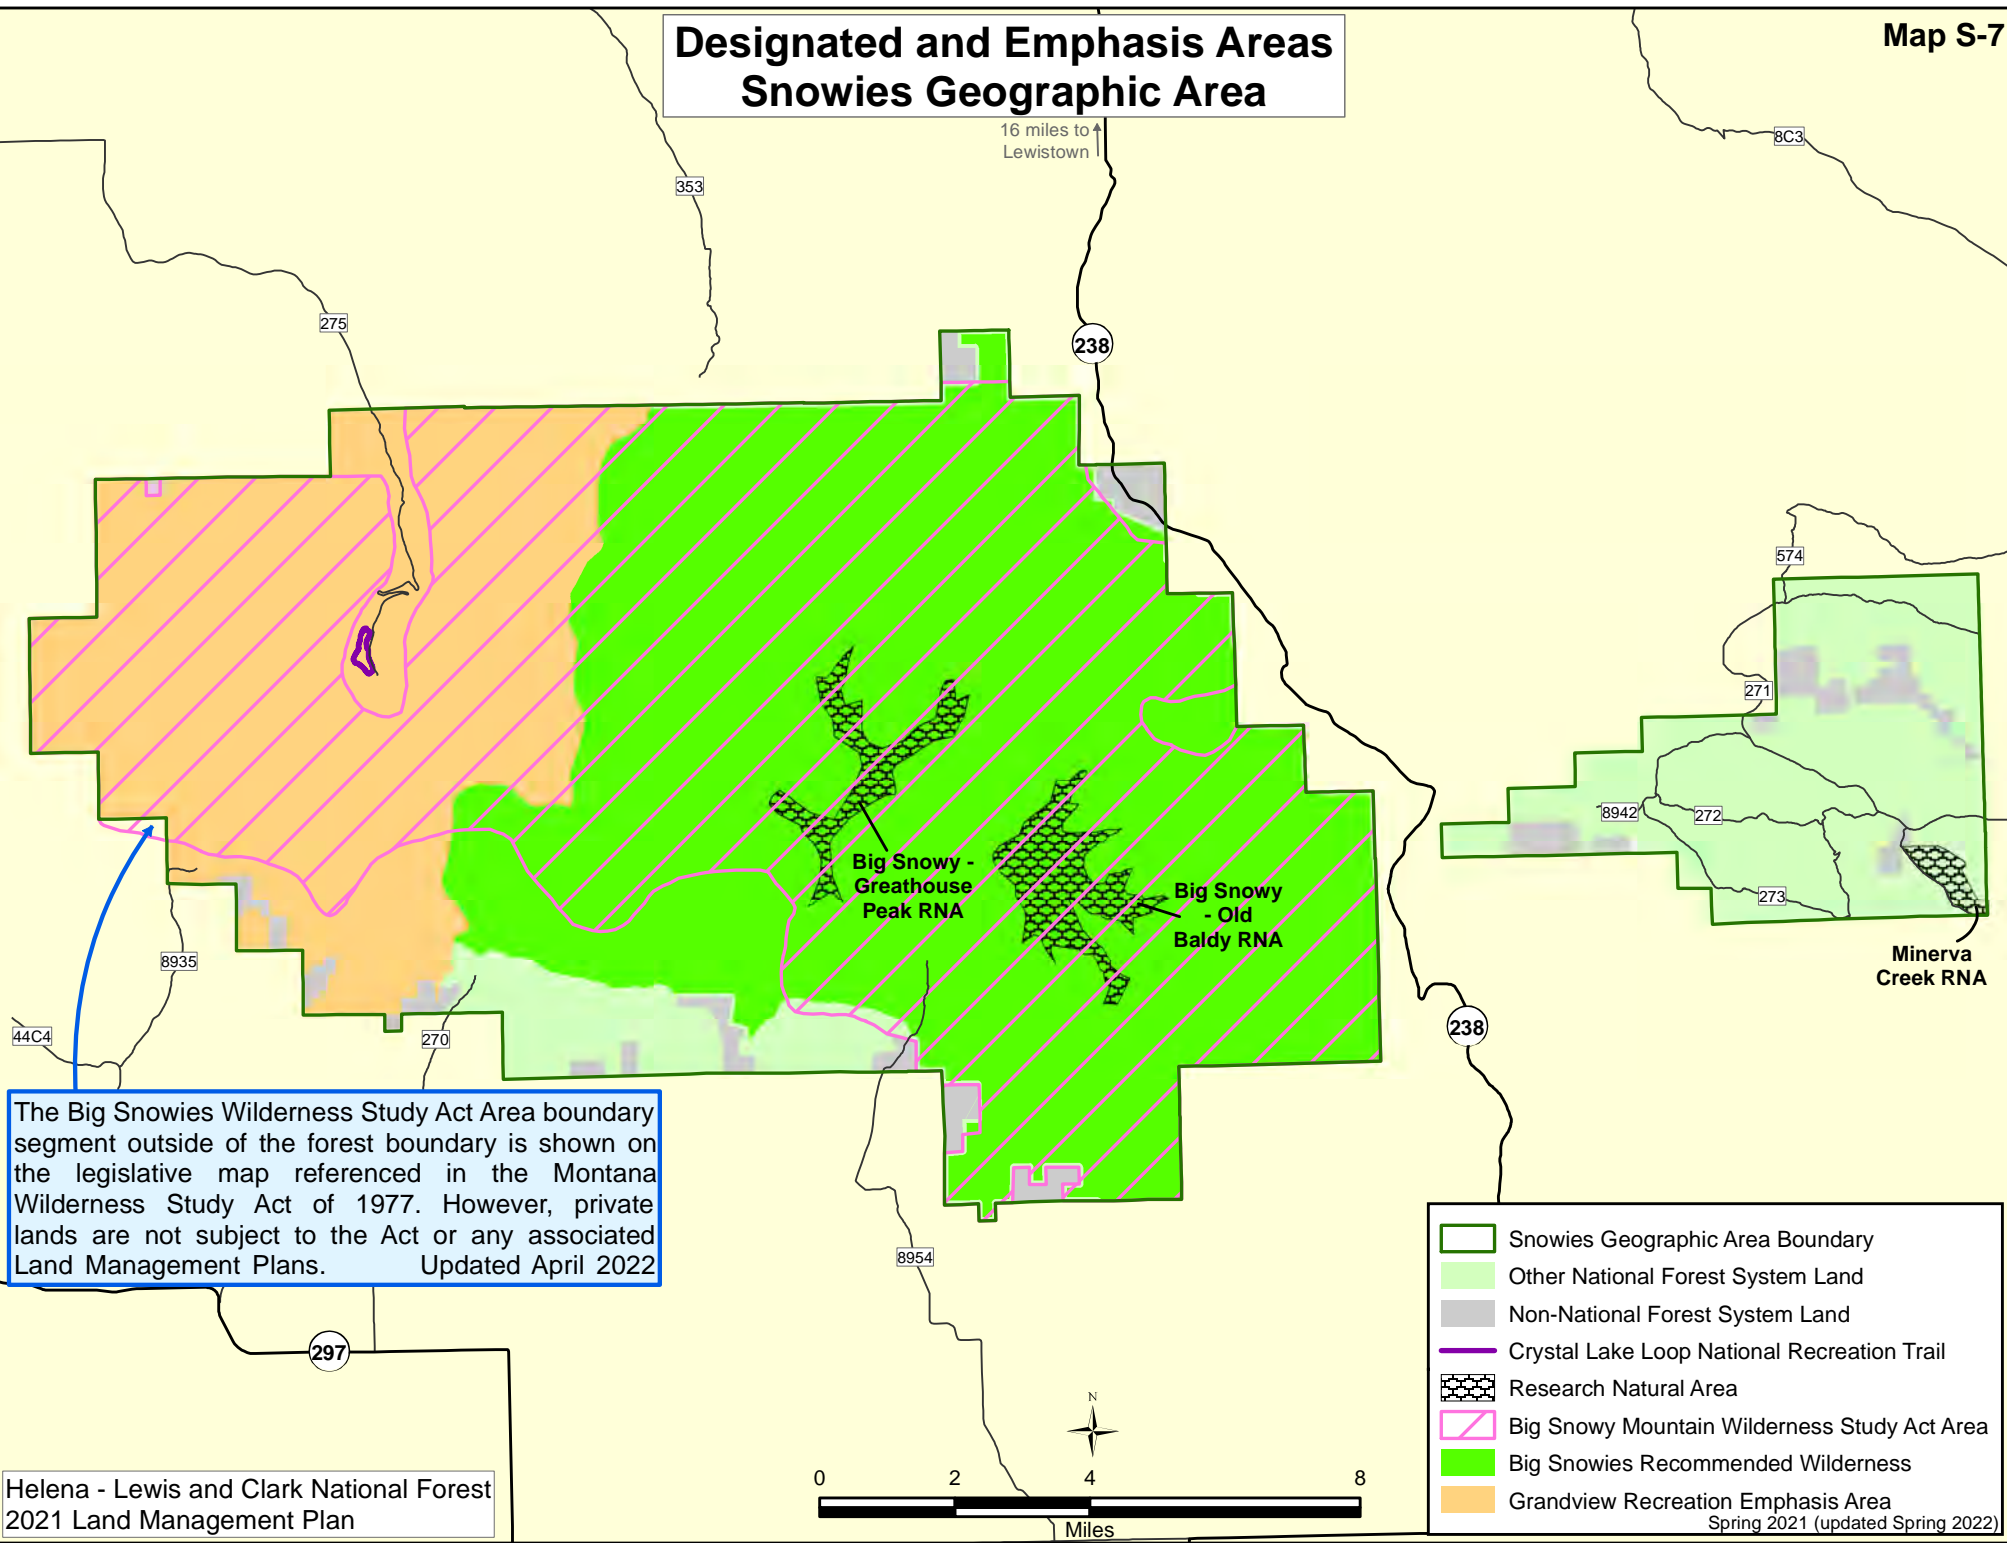 Designated and Emphasis Areas
Snowies Geographic Area
Map S-7
16 miles to
Lewistown
8C3
353
275
238
574
271
8942
272
273
Big Snowy -
Greathouse
Peak RNA
Big Snowy
- Old
Baldy RNA
Minerva
Creek RNA
8935
44C4
270
238
The Big Snowies Wilderness Study Act Area boundary
segment outside of the forest boundary is shown on
the legislative map referenced in the Montana
Wilderness Study Act of 1977. However, private
lands are not subject to the Act or any associated
Land Management Plans. Updated April 2022
8954
297
Snowies Geographic Area Boundary
Other National Forest System Land
Non-National Forest System Land
Crystal Lake Loop National Recreation Trail
Research Natural Area
Big Snowy Mountain Wilderness Study Act Area
Big Snowies Recommended Wilderness
Grandview Recreation Emphasis Area
Spring 2021 (updated Spring 2022)
N
0 2 4 8
Miles
Helena - Lewis and Clark National Forest
2021 Land Management Plan